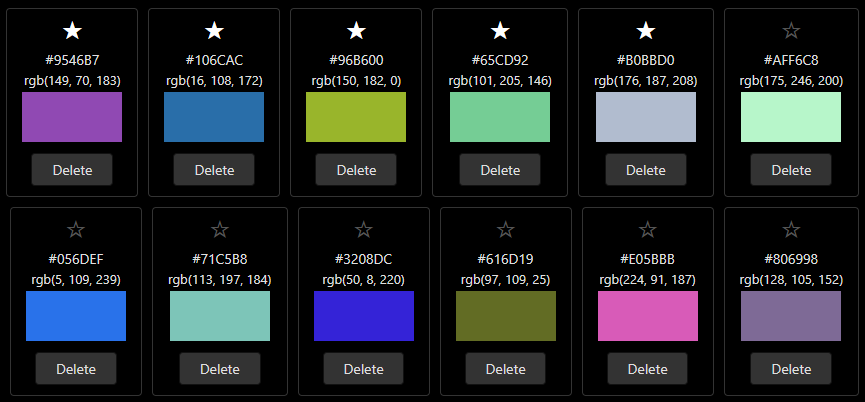 #9546B7
rgb(149, 70, 183)
Delete
#106CAC
rgb(16, 108, 172)
Delete
#96B600
rgb(150, 182, 0)
Delete
#65CD92
rgb(101, 205, 146)
Delete
#B0BBD0
rgb(176, 187, 208)
Delete
#AFF6C8
rgb(175, 246, 200)
Delete
#056DEF
rgb(5, 109, 239)
Delete
#71C5B8
rgb(113, 197, 184)
Delete
#3208DC
rgb(50, 8, 220)
Delete
#616D19
rgb(97, 109, 25)
Delete
#E05BBB
rgb(224, 91, 187)
Delete
#806998
rgb(128, 105, 152)
Delete